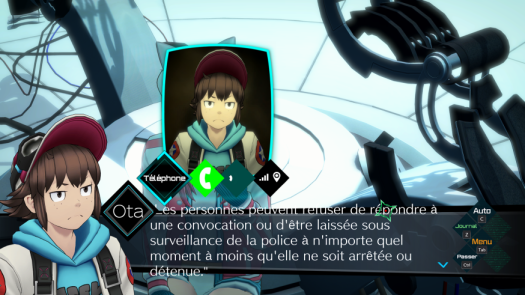 Téléphone
Ota
"Les personnes peuvent refuser de répondre à
une convocation ou d'être laissée sous
surveillance de la police à n'importe quel
moment à moins qu'elle ne soit arrêtée ou
détenue."
Auto
C
Journal
Z
Menu
Tab
Passer
Ctrl